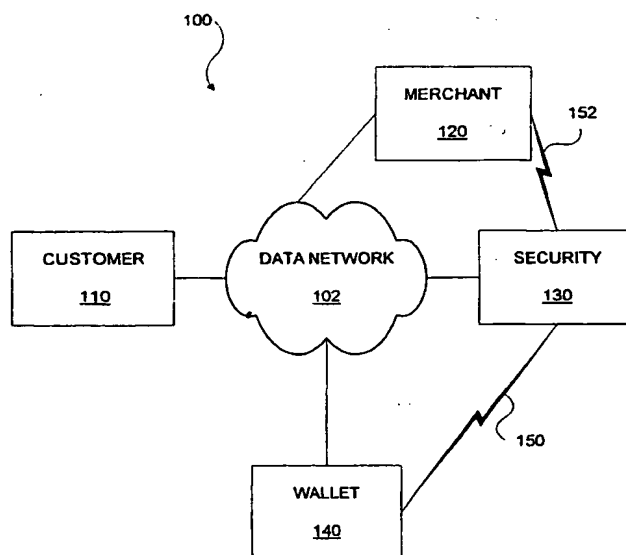 100
MERCHANT
120
152
CUSTOMER
110
DATA NETWORK
102
SECURITY
130
150
WALLET
140